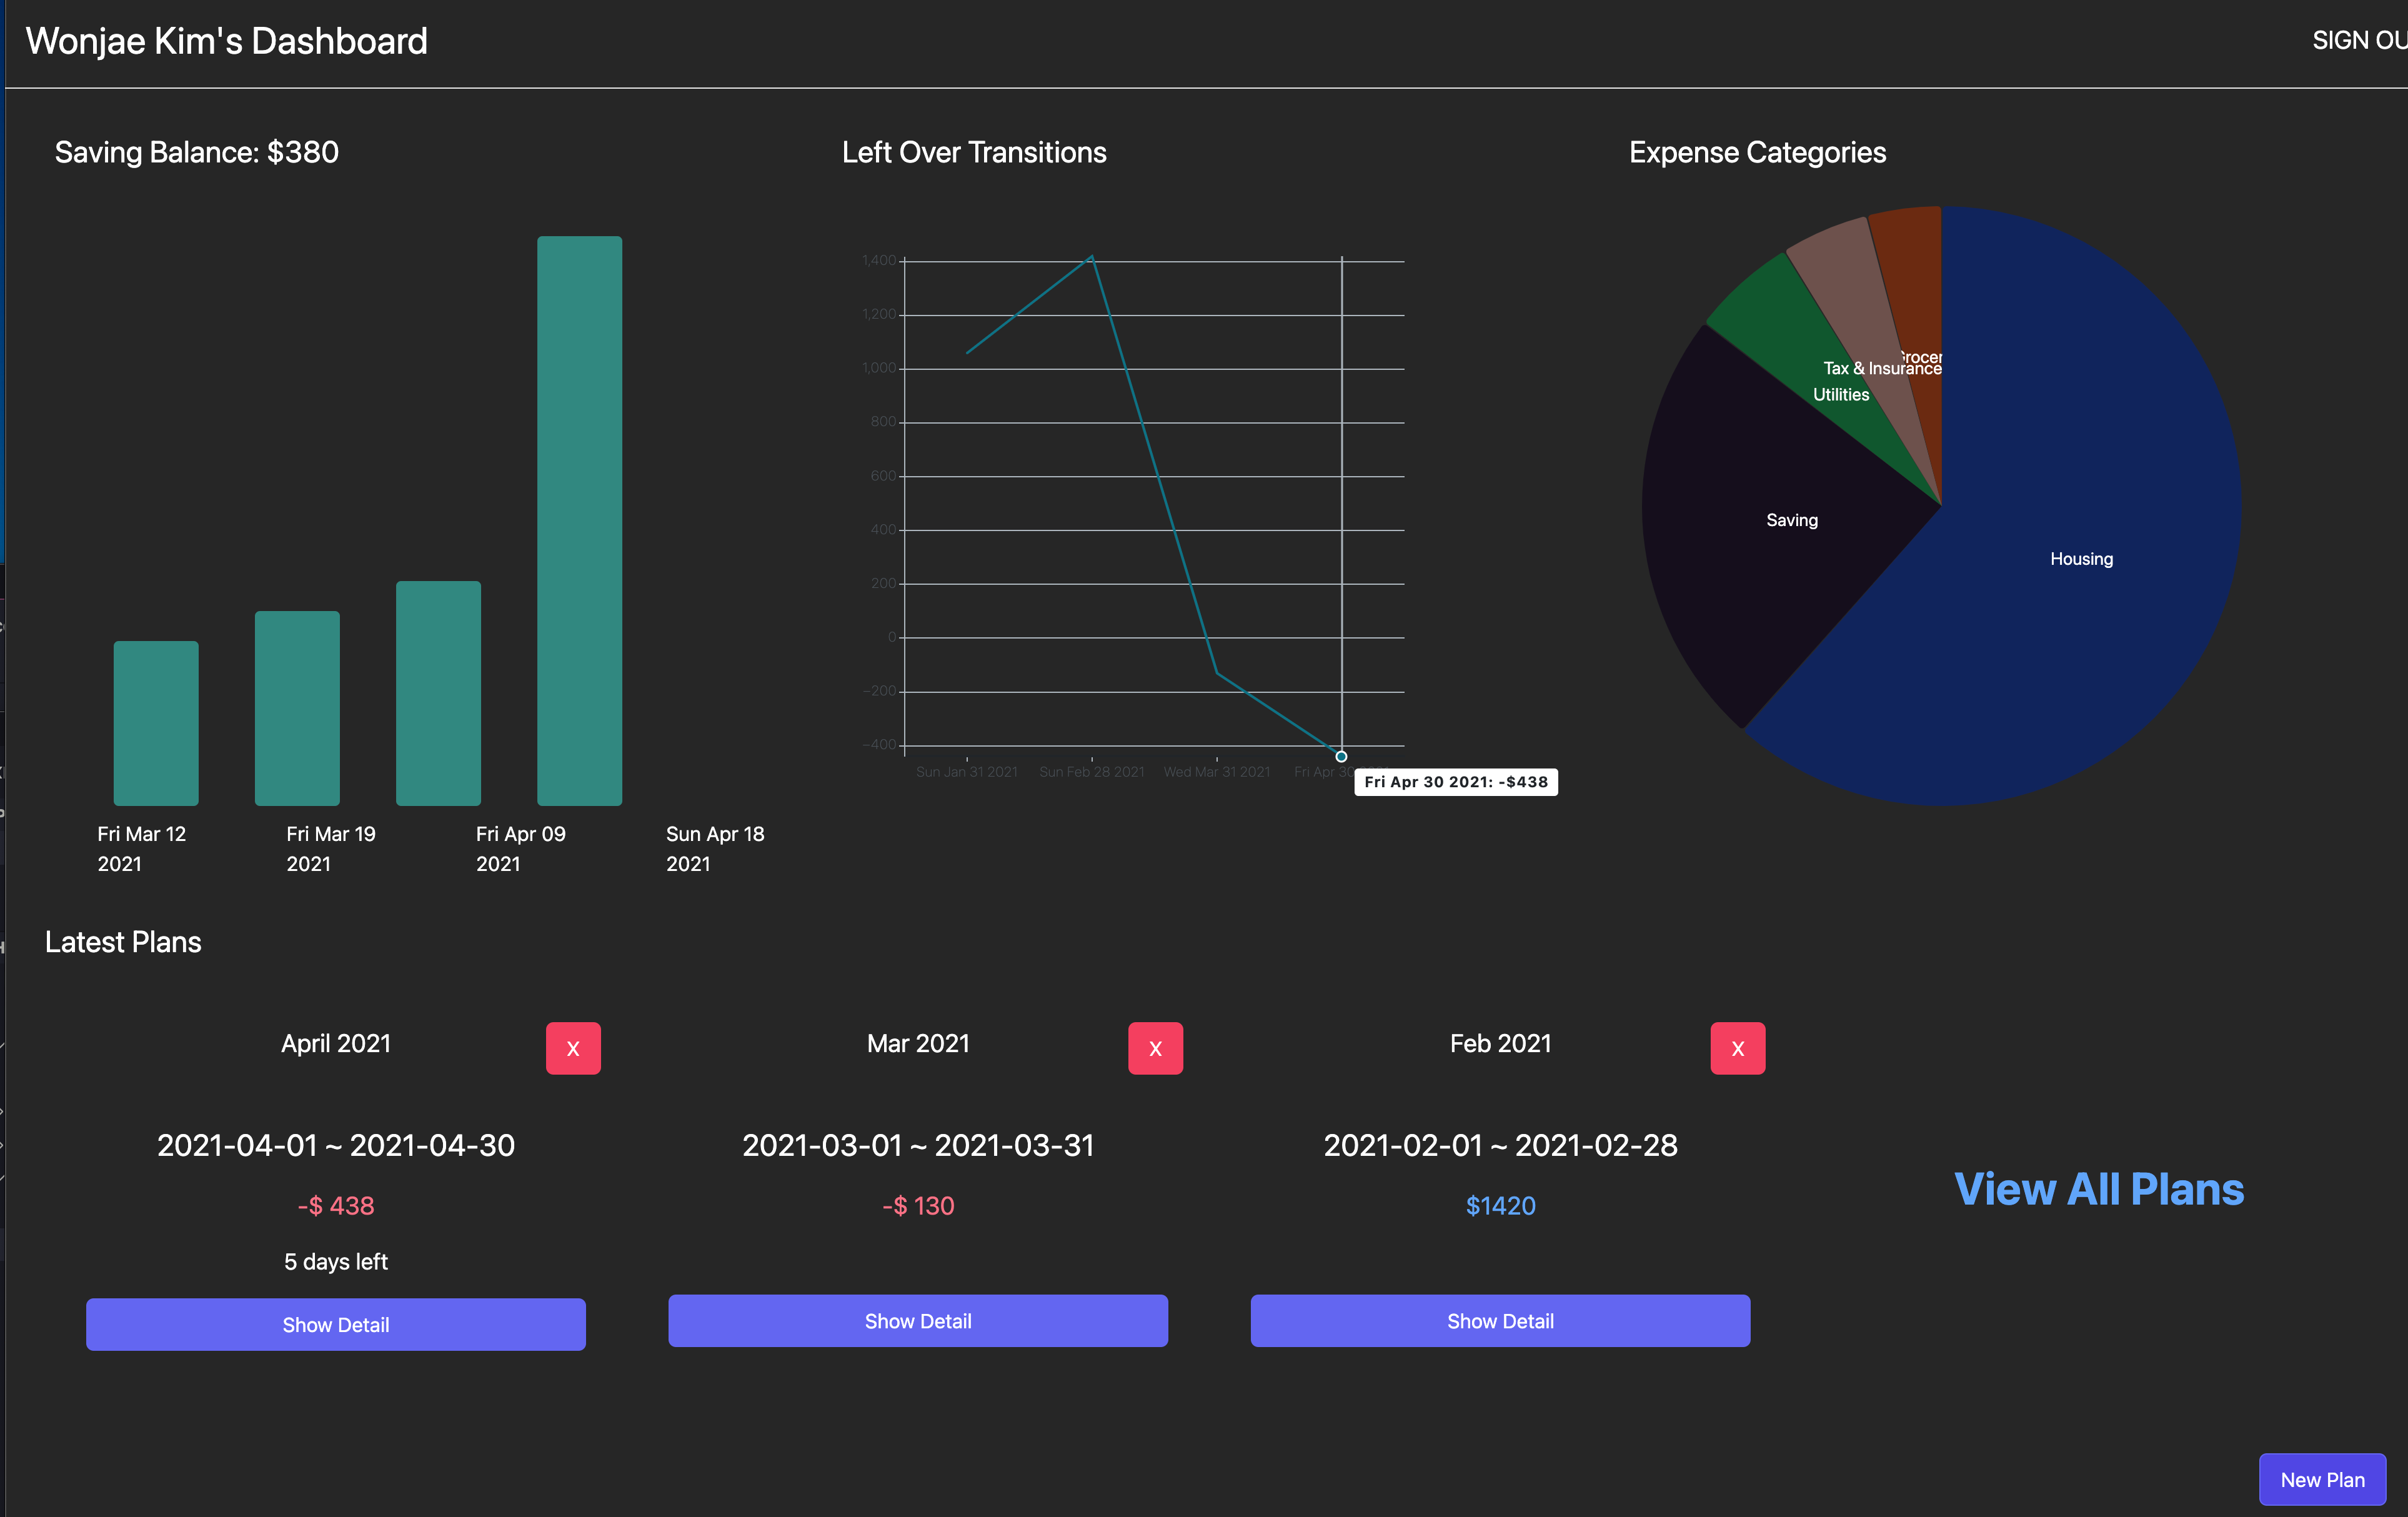 Wonjae Kim's Dashboard
SIGN OU
Saving Balance: $380
Left Over Transitions
Expense Categories
1,400
1,200
1,000
800
600
400
200
0
−200
−400
Sun Jan 31 2021
Sun Feb 28 2021
Wed Mar 31 2021
Fri Apr 30
Fri Apr 30 2021: -$438
Tax & Insurance
Utilities
Saving
Housing
Fri Mar 12
2021
Fri Mar 19
2021
Fri Apr 09
2021
Sun Apr 18
2021
Latest Plans
April 2021
X
2021-04-01 ~ 2021-04-30
-$ 438
5 days left
Show Detail
Mar 2021
X
2021-03-01 ~ 2021-03-31
-$ 130
Show Detail
Feb 2021
X
2021-02-01 ~ 2021-02-28
$1420
Show Detail
View All Plans
New Plan